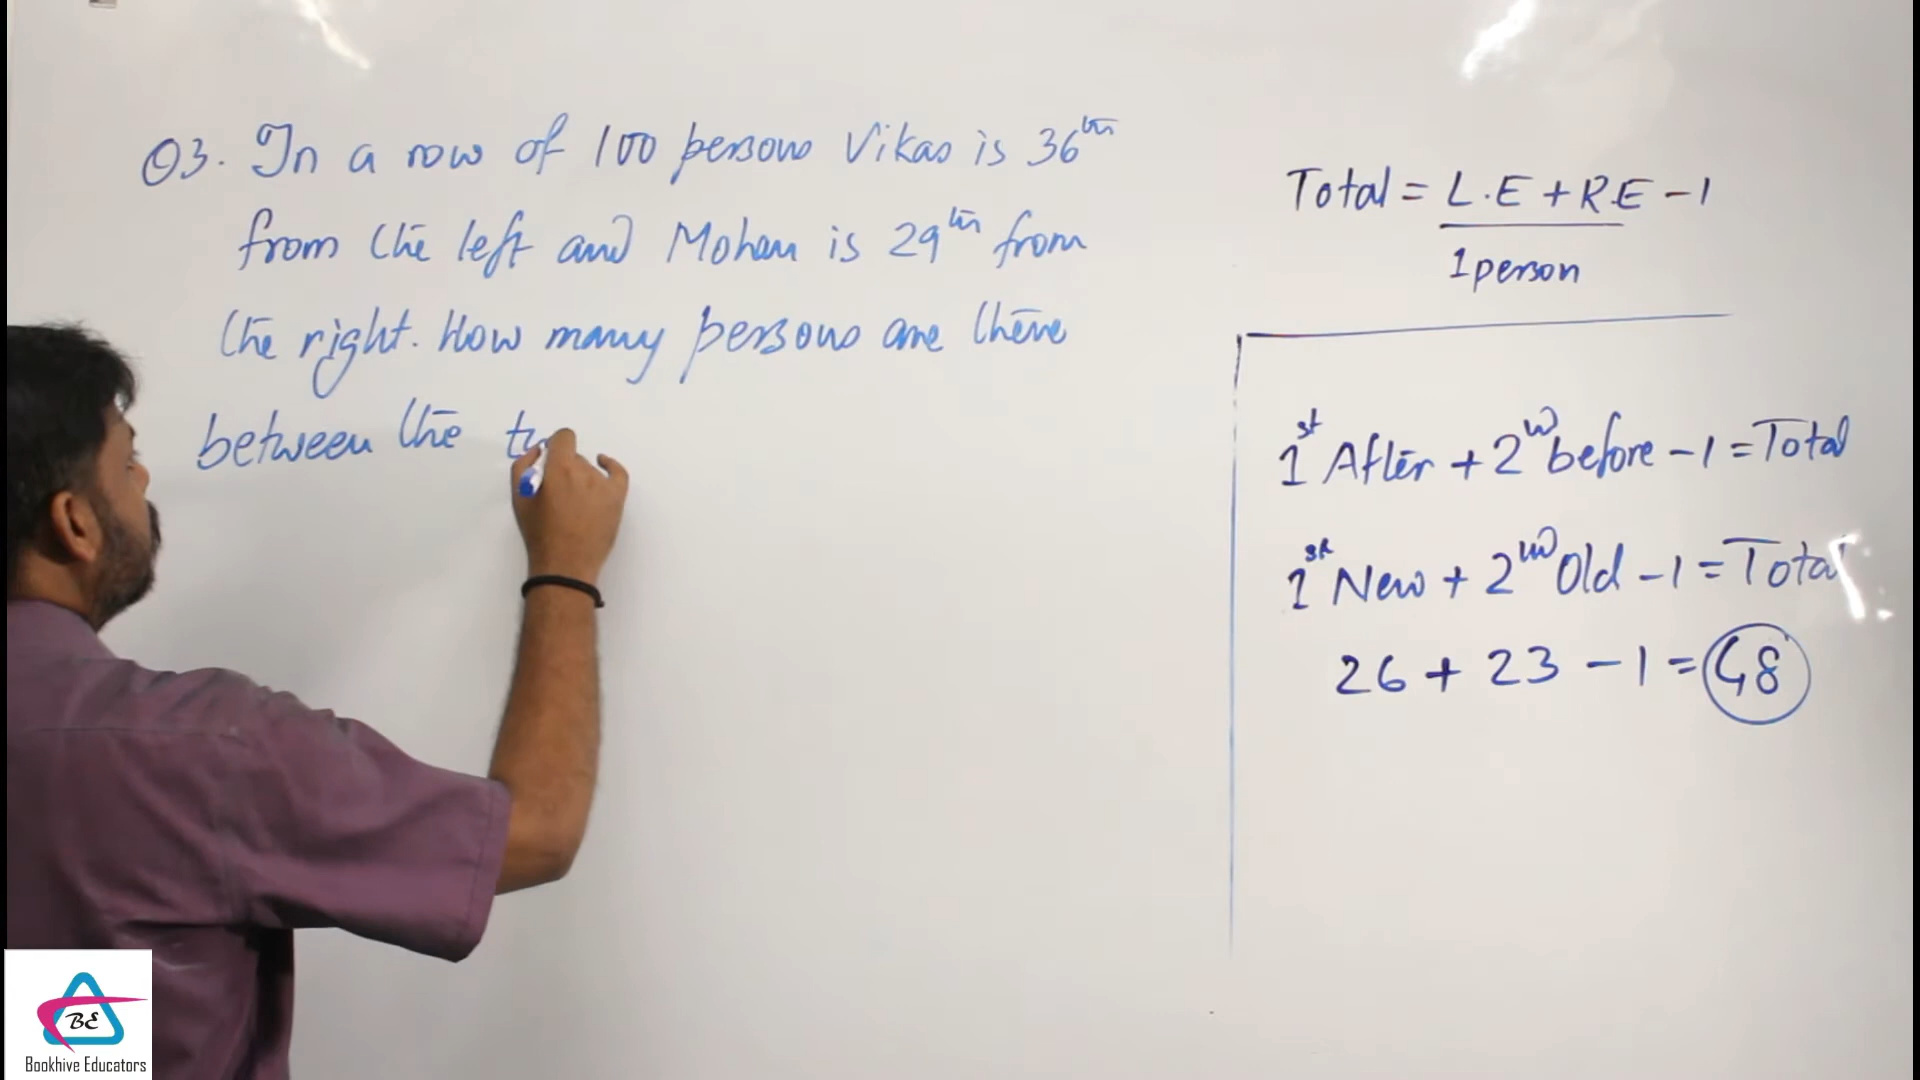 Q3. In a row of 100 persons Vikas is 36th
from the left and Mohan is 29th from
the right. How many persons are there
between the
Total = L.E + R.E - 1
1 person
1st After + 2nd before - 1 = Total
1st New + 2nd Old - 1 = Total
26 + 23 - 1 = 48
BE
Bookhive Educators